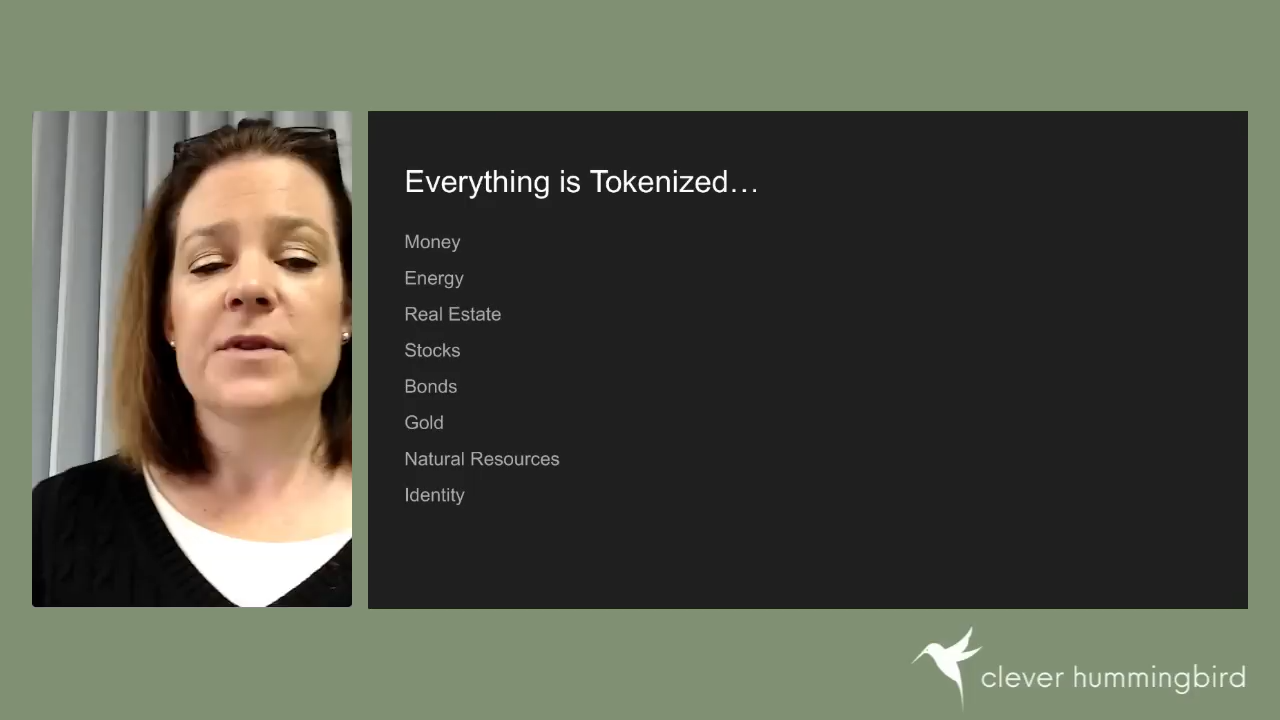 Everything is Tokenized…
Money
Energy
Real Estate
Stocks
Bonds
Gold
Natural Resources
Identity
clever hummingbird